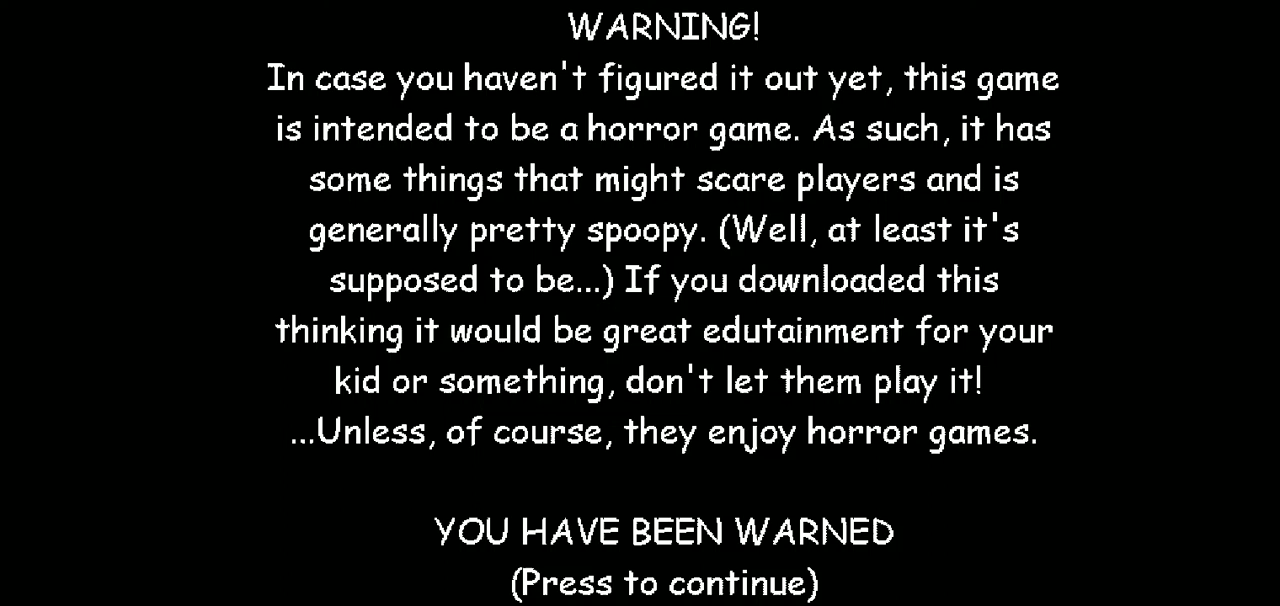 WARNING!
In case you haven't figured it out yet, this game
is intended to be a horror game. As such, it has
some things that might scare players and is
generally pretty spoopy. (Well, at least it's
supposed to be...) If you downloaded this
thinking it would be great edutainment for your
kid or something, don't let them play it!
...Unless, of course, they enjoy horror games.
YOU HAVE BEEN WARNED
(Press to continue)